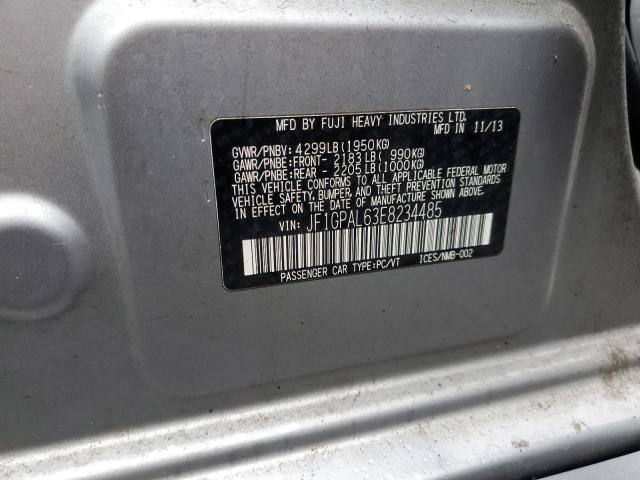 MFD BY FUJI HEAVY INDUSTRIES LTD.
MFD IN 11/13
GVWR/PNBV: 4299LB(1950KG)
GAWR/PNBE:FRONT- 2183LB( 990KG)
GAWR/PNBE:REAR - 2205LB(1000KG)
THIS VEHICLE CONFORMS TO ALL APPLICABLE FEDERAL MOTOR
VEHICLE SAFETY, BUMPER, AND THEFT PREVENTION STANDARDS
IN EFFECT ON THE DATE OF MANUFACTURE SHOWN ABOVE.
VIN: JF1GPAL63E8234485
PASSENGER CAR TYPE:PC/VT ICES/NMB-002